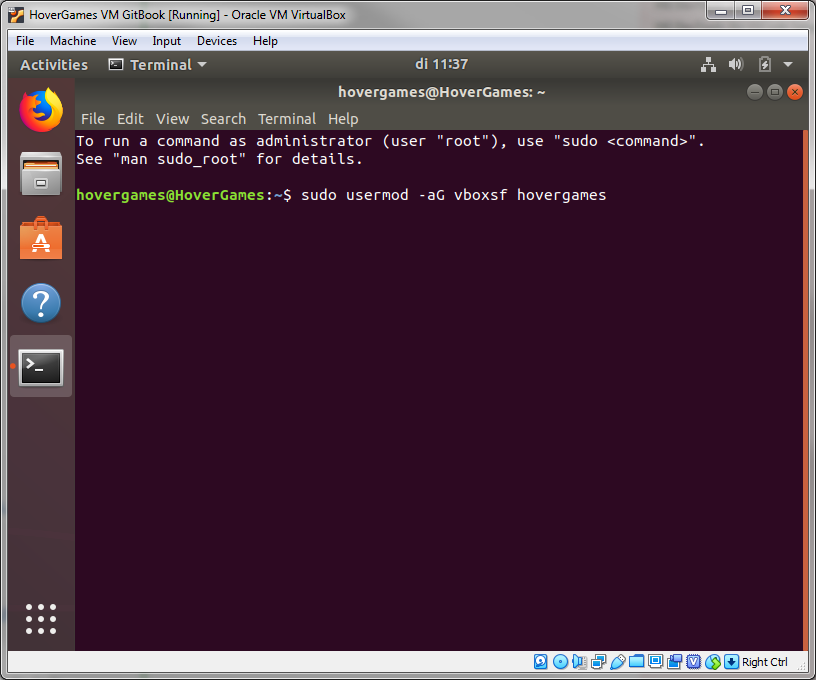 HoverGames VM GitBook [Running] - Oracle VM VirtualBox
File Machine View Input Devices Help
Activities Terminal di 11:37
hovergames@HoverGames: ~
File Edit View Search Terminal Help
To run a command as administrator (user "root"), use "sudo <command>".
See "man sudo_root" for details.
hovergames@HoverGames:~$ sudo usermod -aG vboxsf hovergames
Right Ctrl